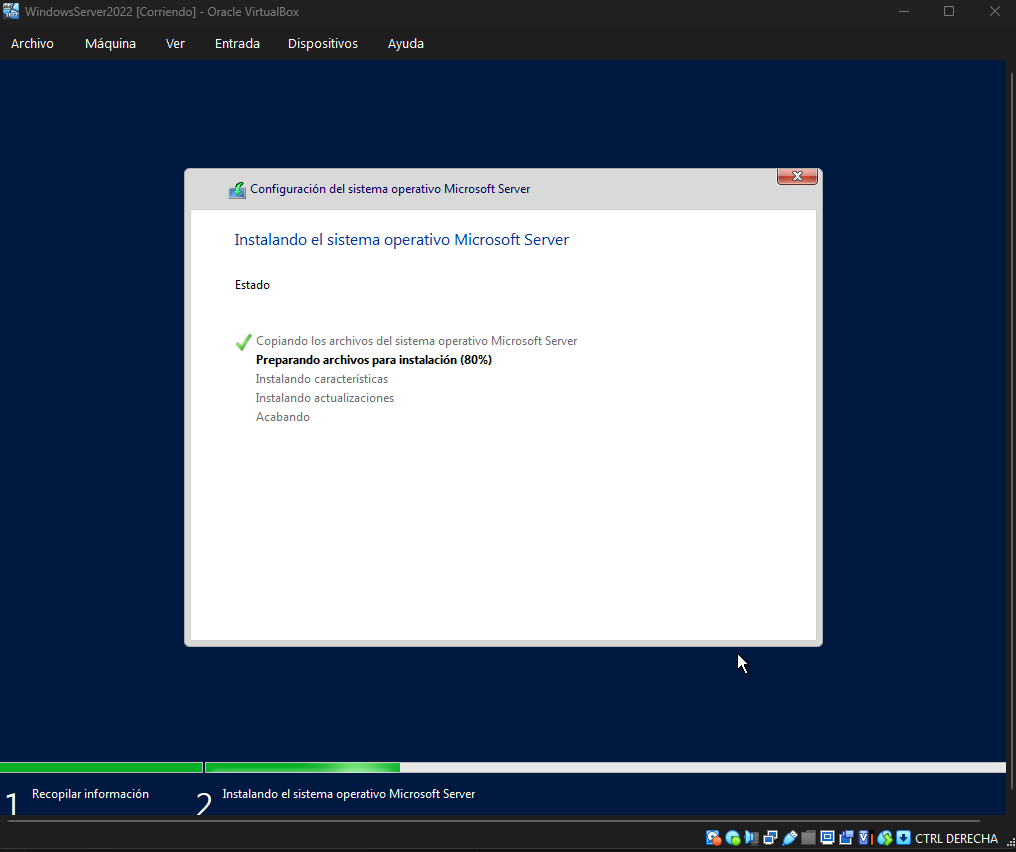 WindowsServer2022 [Corriendo] - Oracle VirtualBox
Archivo Máquina Ver Entrada Dispositivos Ayuda
Configuración del sistema operativo Microsoft Server
Instalando el sistema operativo Microsoft Server
Estado
Copiando los archivos del sistema operativo Microsoft Server
Preparando archivos para instalación (80%)
Instalando características
Instalando actualizaciones
Acabando
1 Recopilar información
2 Instalando el sistema operativo Microsoft Server
CTRL DERECHA